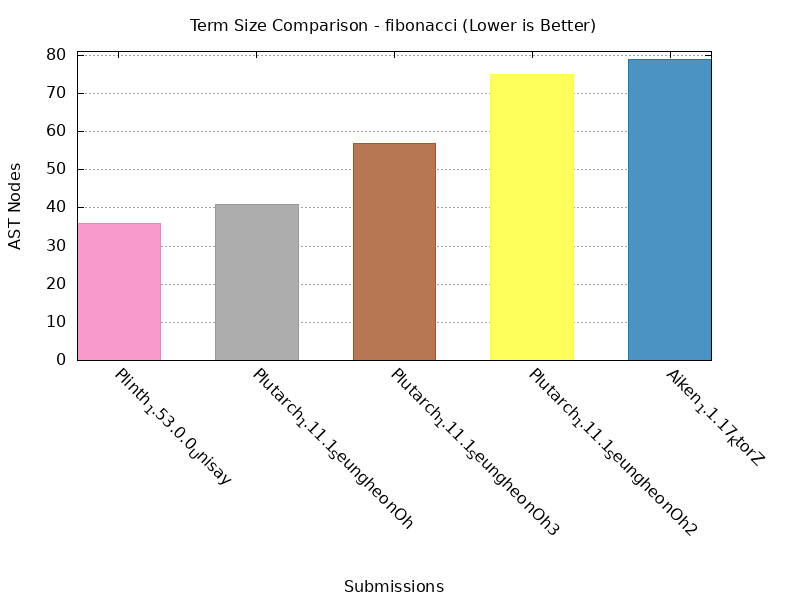 Term Size Comparison - fibonacci (Lower is Better)
AST Nodes
80
70
60
50
40
30
20
10
0
Plinth₁.53.0.0ᵤnisay
Plutarch₁.11.1ₛeungheonOh
Plutarch₁.11.1ₛeungheonOh3
Plutarch₁.11.1ₛeungheonOh2
Aiken₁.1.17ₖtorZ
Submissions